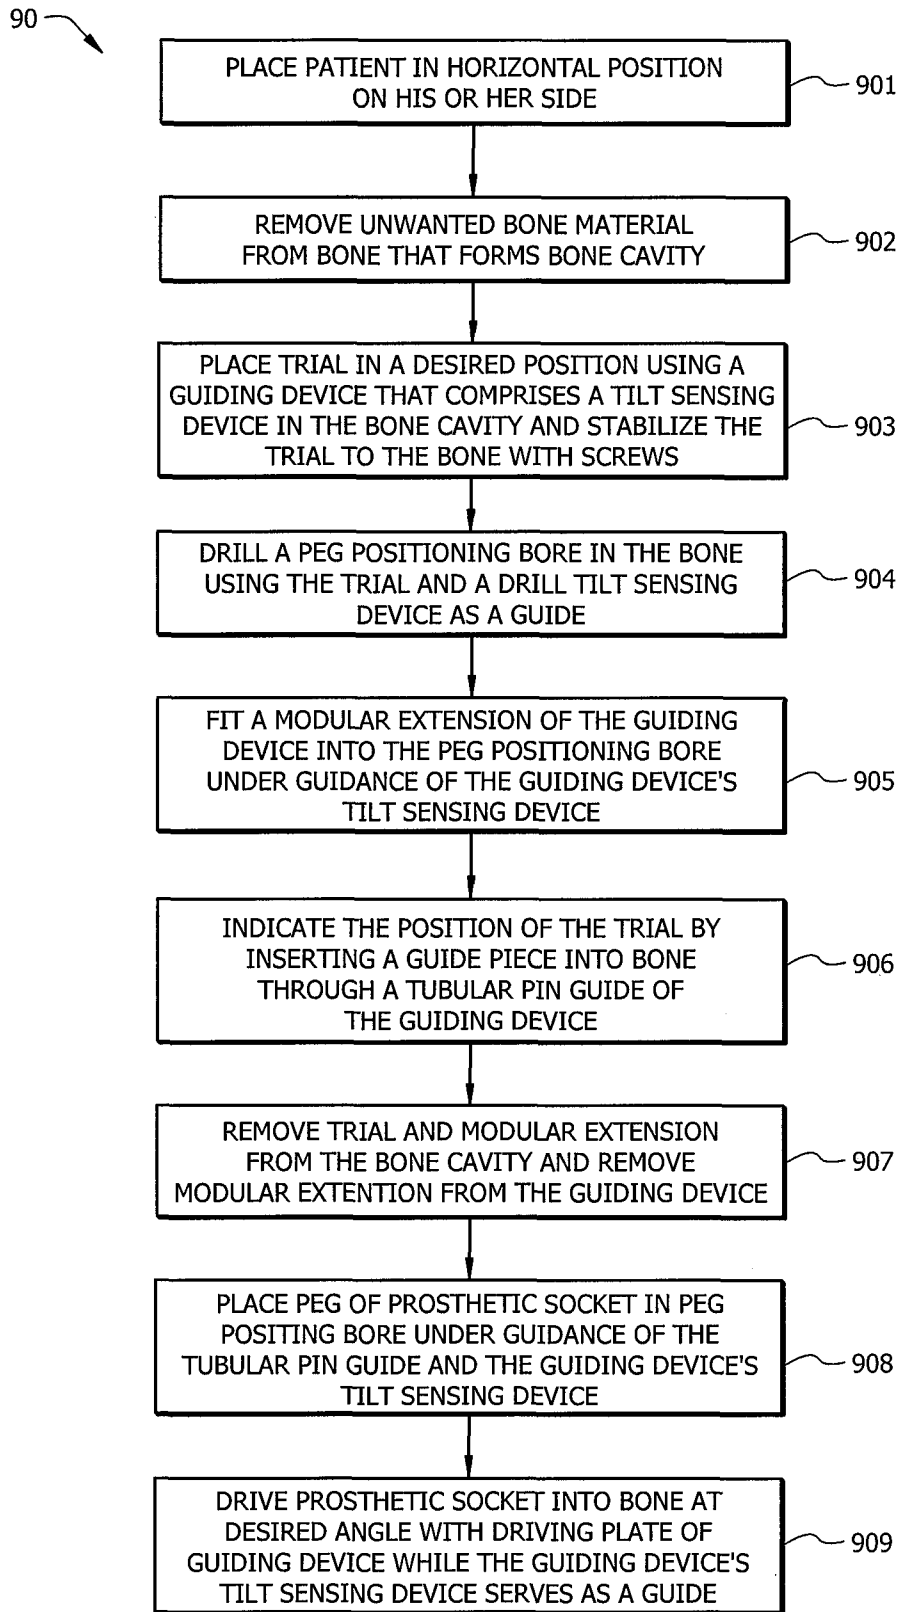 90
PLACE PATIENT IN HORIZONTAL POSITION
ON HIS OR HER SIDE
901
REMOVE UNWANTED BONE MATERIAL
FROM BONE THAT FORMS BONE CAVITY
902
PLACE TRIAL IN A DESIRED POSITION USING A
GUIDING DEVICE THAT COMPRISES A TILT SENSING
DEVICE IN THE BONE CAVITY AND STABILIZE THE
TRIAL TO THE BONE WITH SCREWS
903
DRILL A PEG POSITIONING BORE IN THE BONE
USING THE TRIAL AND A DRILL TILT SENSING
DEVICE AS A GUIDE
904
FIT A MODULAR EXTENSION OF THE GUIDING
DEVICE INTO THE PEG POSITIONING BORE
UNDER GUIDANCE OF THE GUIDING DEVICE'S
TILT SENSING DEVICE
905
INDICATE THE POSITION OF THE TRIAL BY
INSERTING A GUIDE PIECE INTO BONE
THROUGH A TUBULAR PIN GUIDE OF
THE GUIDING DEVICE
906
REMOVE TRIAL AND MODULAR EXTENSION
FROM THE BONE CAVITY AND REMOVE
MODULAR EXTENTION FROM THE GUIDING DEVICE
907
PLACE PEG OF PROSTHETIC SOCKET IN PEG
POSITING BORE UNDER GUIDANCE OF THE
TUBULAR PIN GUIDE AND THE GUIDING DEVICE'S
TILT SENSING DEVICE
908
DRIVE PROSTHETIC SOCKET INTO BONE AT
DESIRED ANGLE WITH DRIVING PLATE OF
GUIDING DEVICE WHILE THE GUIDING DEVICE'S
TILT SENSING DEVICE SERVES AS A GUIDE
909